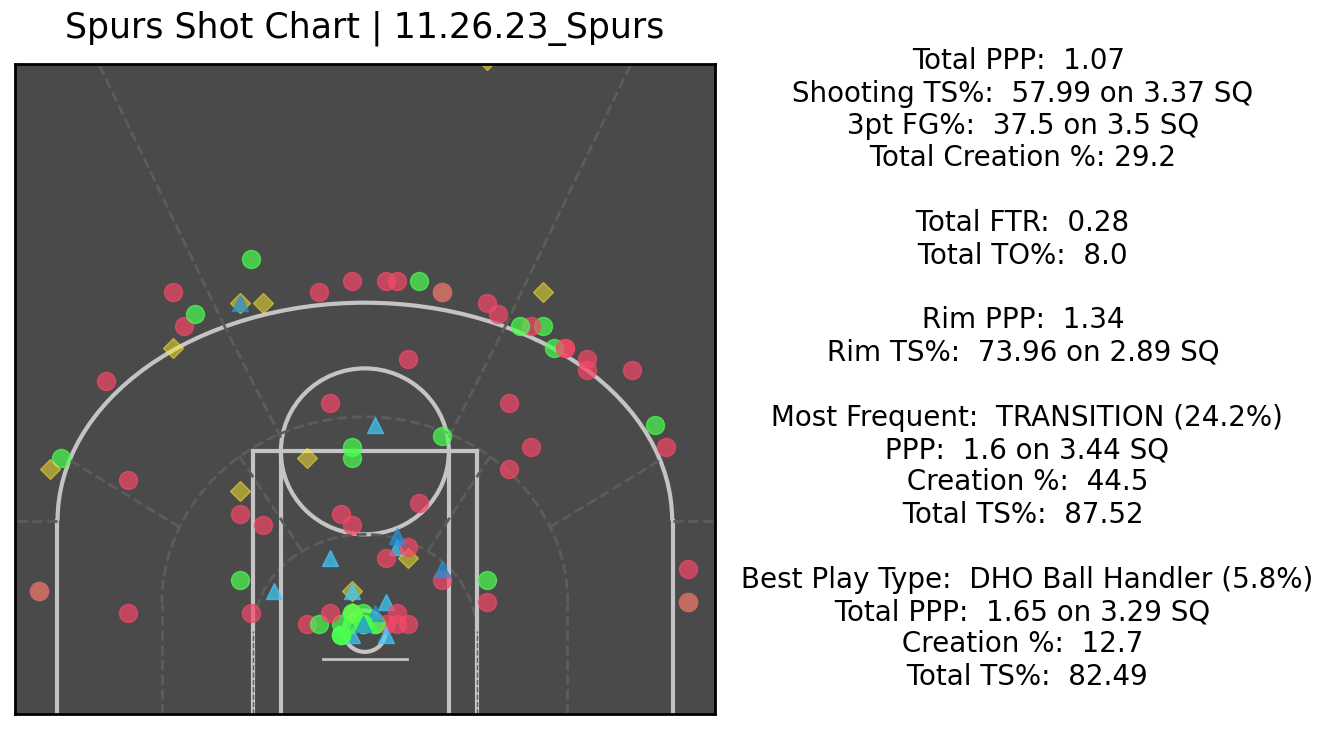 Spurs Shot Chart | 11.26.23_Spurs
Total PPP: 1.07
Shooting TS%: 57.99 on 3.37 SQ
3pt FG%: 37.5 on 3.5 SQ
Total Creation %: 29.2
Total FTR: 0.28
Total TO%: 8.0
Rim PPP: 1.34
Rim TS%: 73.96 on 2.89 SQ
Most Frequent: TRANSITION (24.2%)
PPP: 1.6 on 3.44 SQ
Creation %: 44.5
Total TS%: 87.52
Best Play Type: DHO Ball Handler (5.8%)
Total PPP: 1.65 on 3.29 SQ
Creation %: 12.7
Total TS%: 82.49